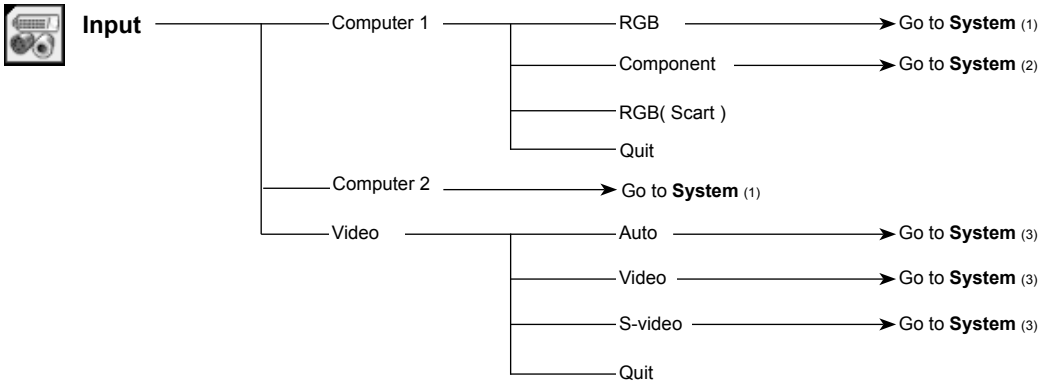 Input Computer 1 RGB Go to System (1)
Component Go to System (2)
RGB( Scart )
Quit
Computer 2 Go to System (1)
Video Auto Go to System (3)
Video Go to System (3)
S-video Go to System (3)
Quit